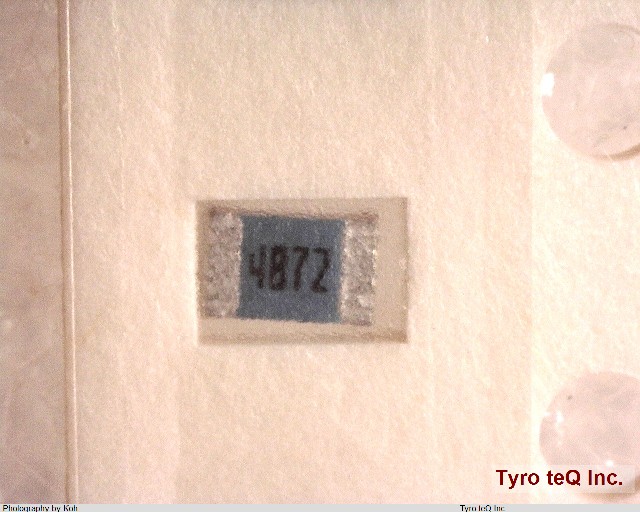 4872
Tyro teQ Inc.
Photography by Koh
Tyro teQ Inc